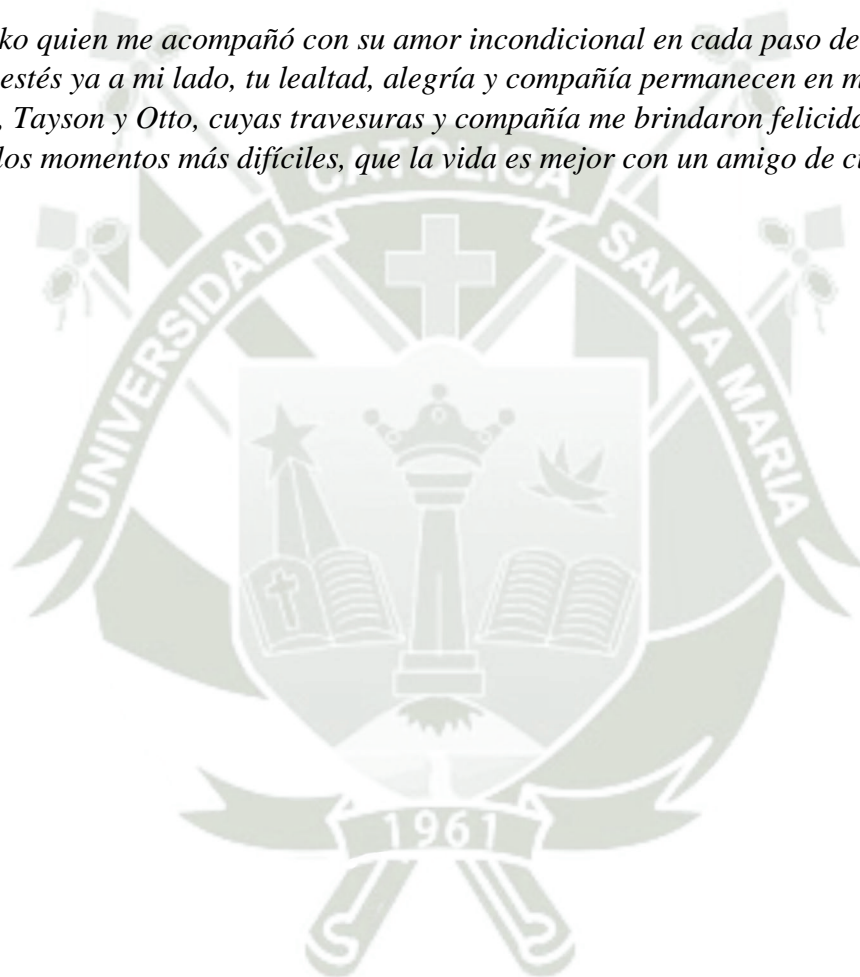 ko quien me acompañó con su amor incondicional en cada paso de
estés ya a mi lado, tu lealtad, alegría y compañía permanecen en m
, Tayson y Otto, cuyas travesuras y compañía me brindaron felicida
los momentos más difíciles, que la vida es mejor con un amigo de c
UNIVERSIDAD CATOLICA SANTA MARIA
1961